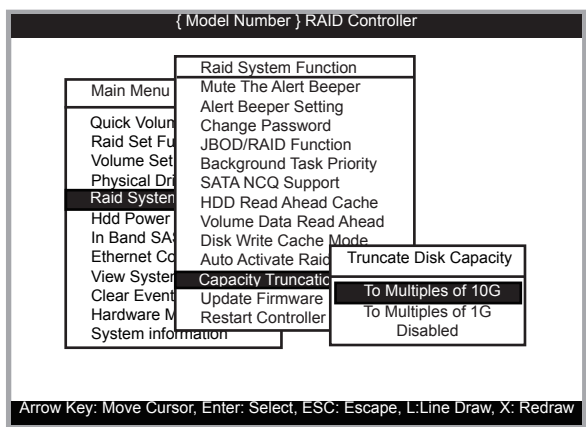 { Model Number } RAID Controller
Main Menu
Quick Volun
Raid Set Fu
Volume Set
Physical Dri
Raid System
Hdd Power
In Band SA
Ethernet Co
View System
Clear Event
Hardware M
System information
Raid System Function
Mute The Alert Beeper
Alert Beeper Setting
Change Password
JBOD/RAID Function
Background Task Priority
SATA NCQ Support
HDD Read Ahead Cache
Volume Data Read Ahead
Disk Write Cache Mode
Auto Activate Raid
Capacity Truncatio
Update Firmware
Restart Controller
Truncate Disk Capacity
To Multiples of 10G
To Multiples of 1G
Disabled
Arrow Key: Move Cursor, Enter: Select, ESC: Escape, L:Line Draw, X: Redraw